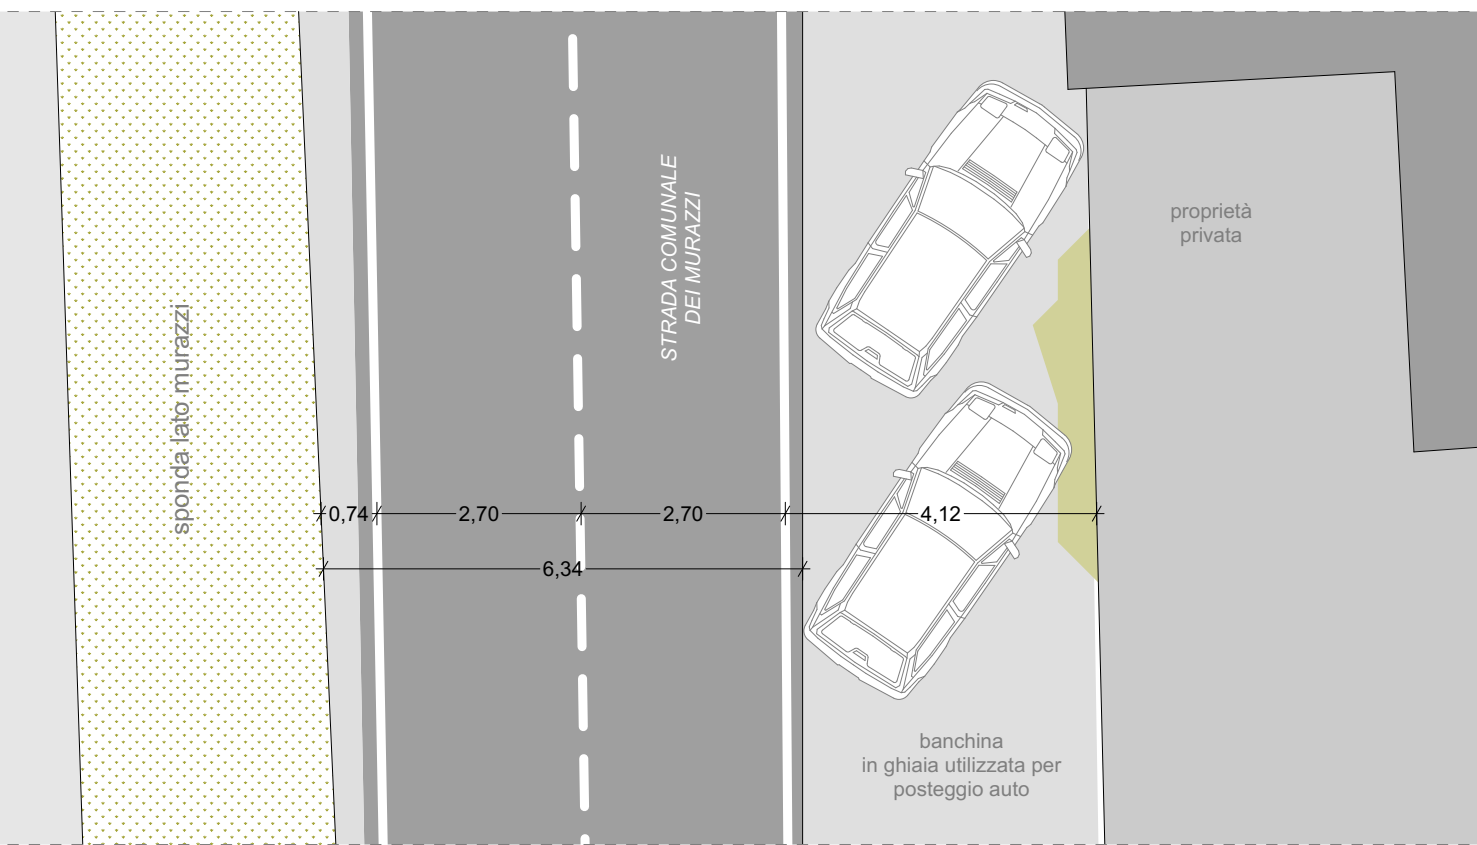 STRADA COMUNALE
DEI MURAZZI
proprietà
privata
sponda lato murazzi
0,74
2,70
2,70
4,12
6,34
banchina
in ghiaia utilizzata per
posteggio auto